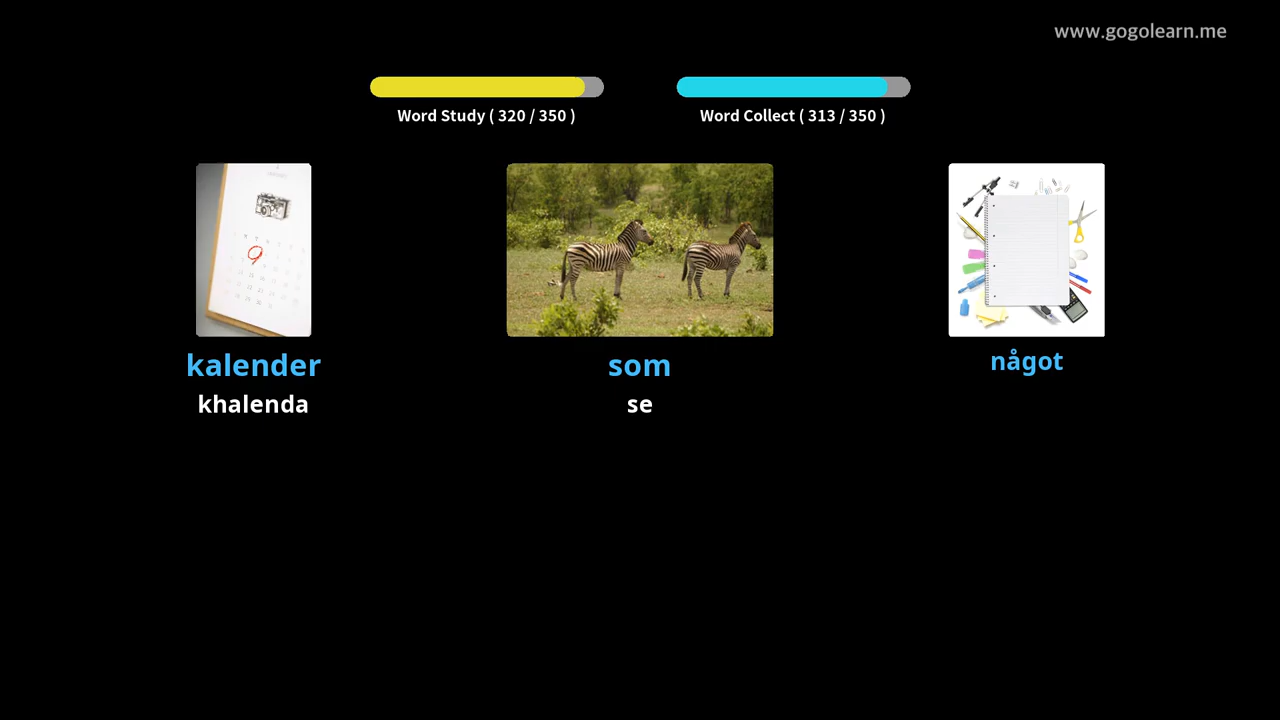 www.gogolearn.me
Word Study ( 320 / 350 )
Word Collect ( 313 / 350 )
kalender
khalenda
som
se
något